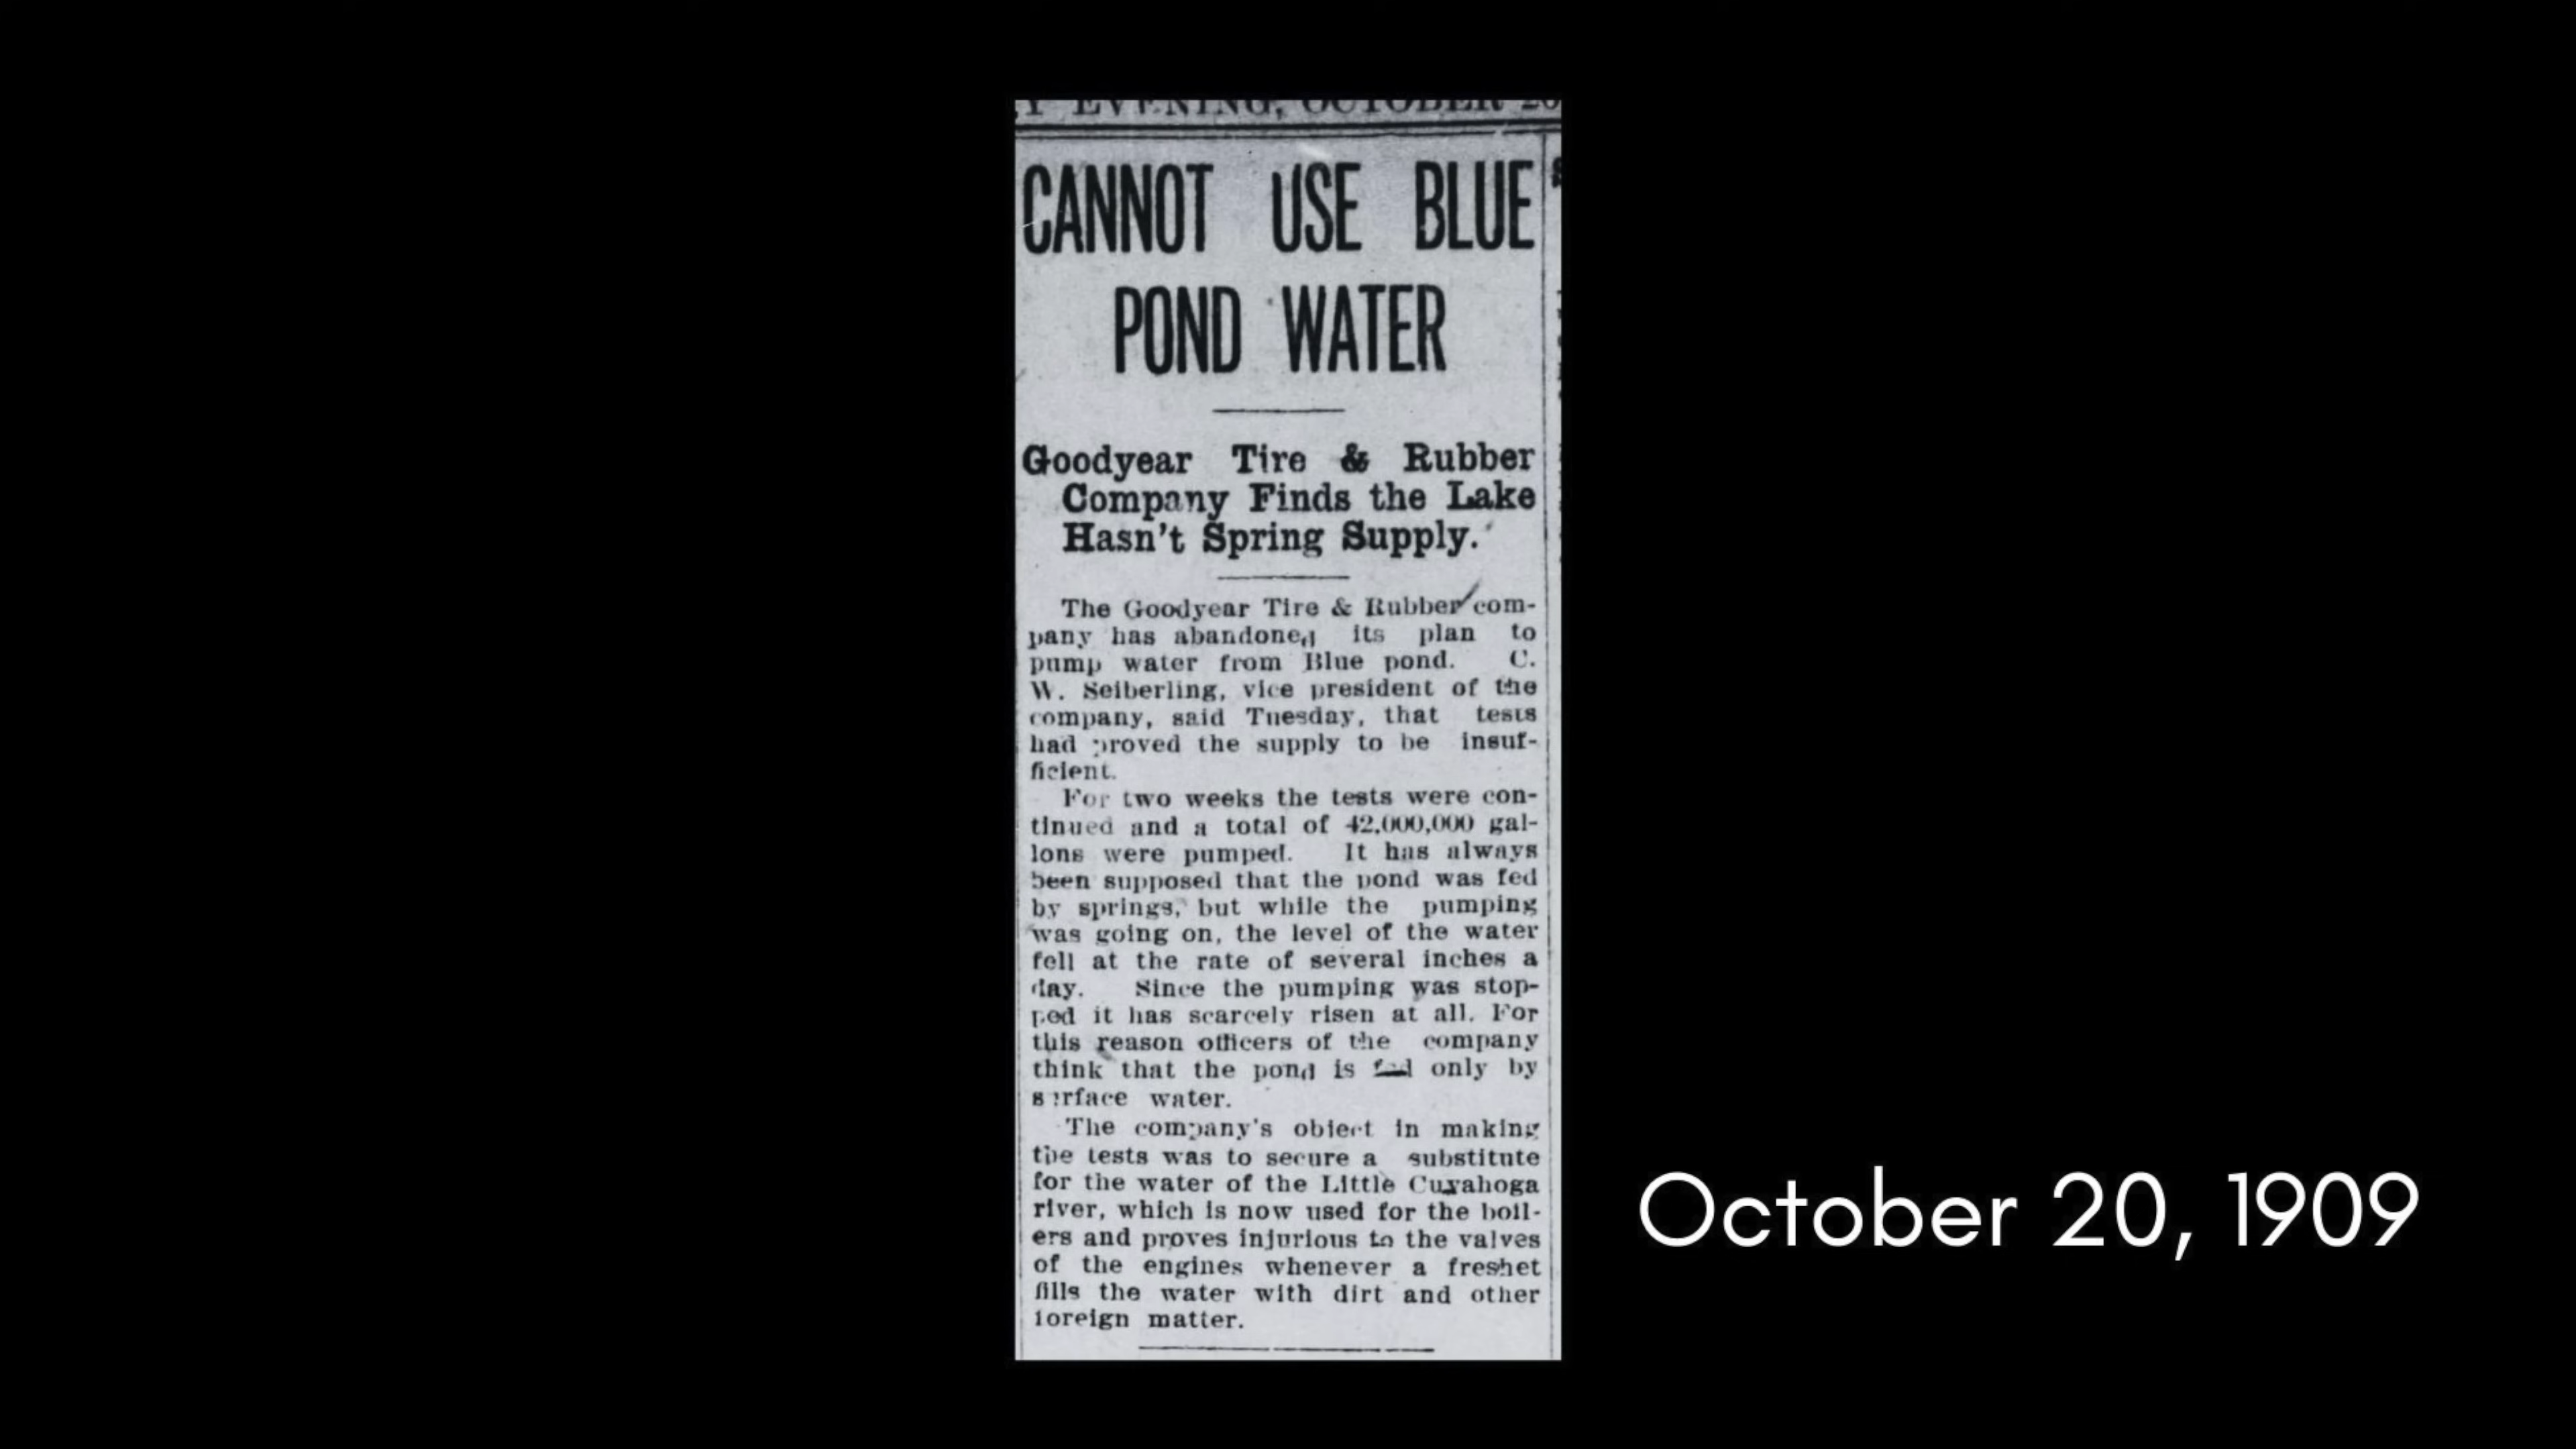 Y EVENING, OCTOBER 20
CANNOT USE BLUE
POND WATER
Goodyear Tire & Rubber
Company Finds the Lake
Hasn't Spring Supply.
The Goodyear Tire & Rubber com-
pany has abandoned its plan to
pump water from Blue pond. C.
W. Seiberling, vice president of the
company, said Tuesday, that tests
had proved the supply to be insuf-
ficient.
For two weeks the tests were con-
tinued and a total of 42,000,000 gal-
lons were pumped. It has always
been supposed that the pond was fed
by springs, but while the pumping
was going on, the level of the water
fell at the rate of several inches a
day. Since the pumping was stop-
ped it has scarcely risen at all. For
this reason officers of the company
think that the pond is fed only by
surface water.
The company's object in making
the tests was to secure a substitute
for the water of the Little Cuyahoga
river, which is now used for the boil-
ers and proves injurious to the valves
of the engines whenever a freshet
fills the water with dirt and other
foreign matter.
October 20, 1909